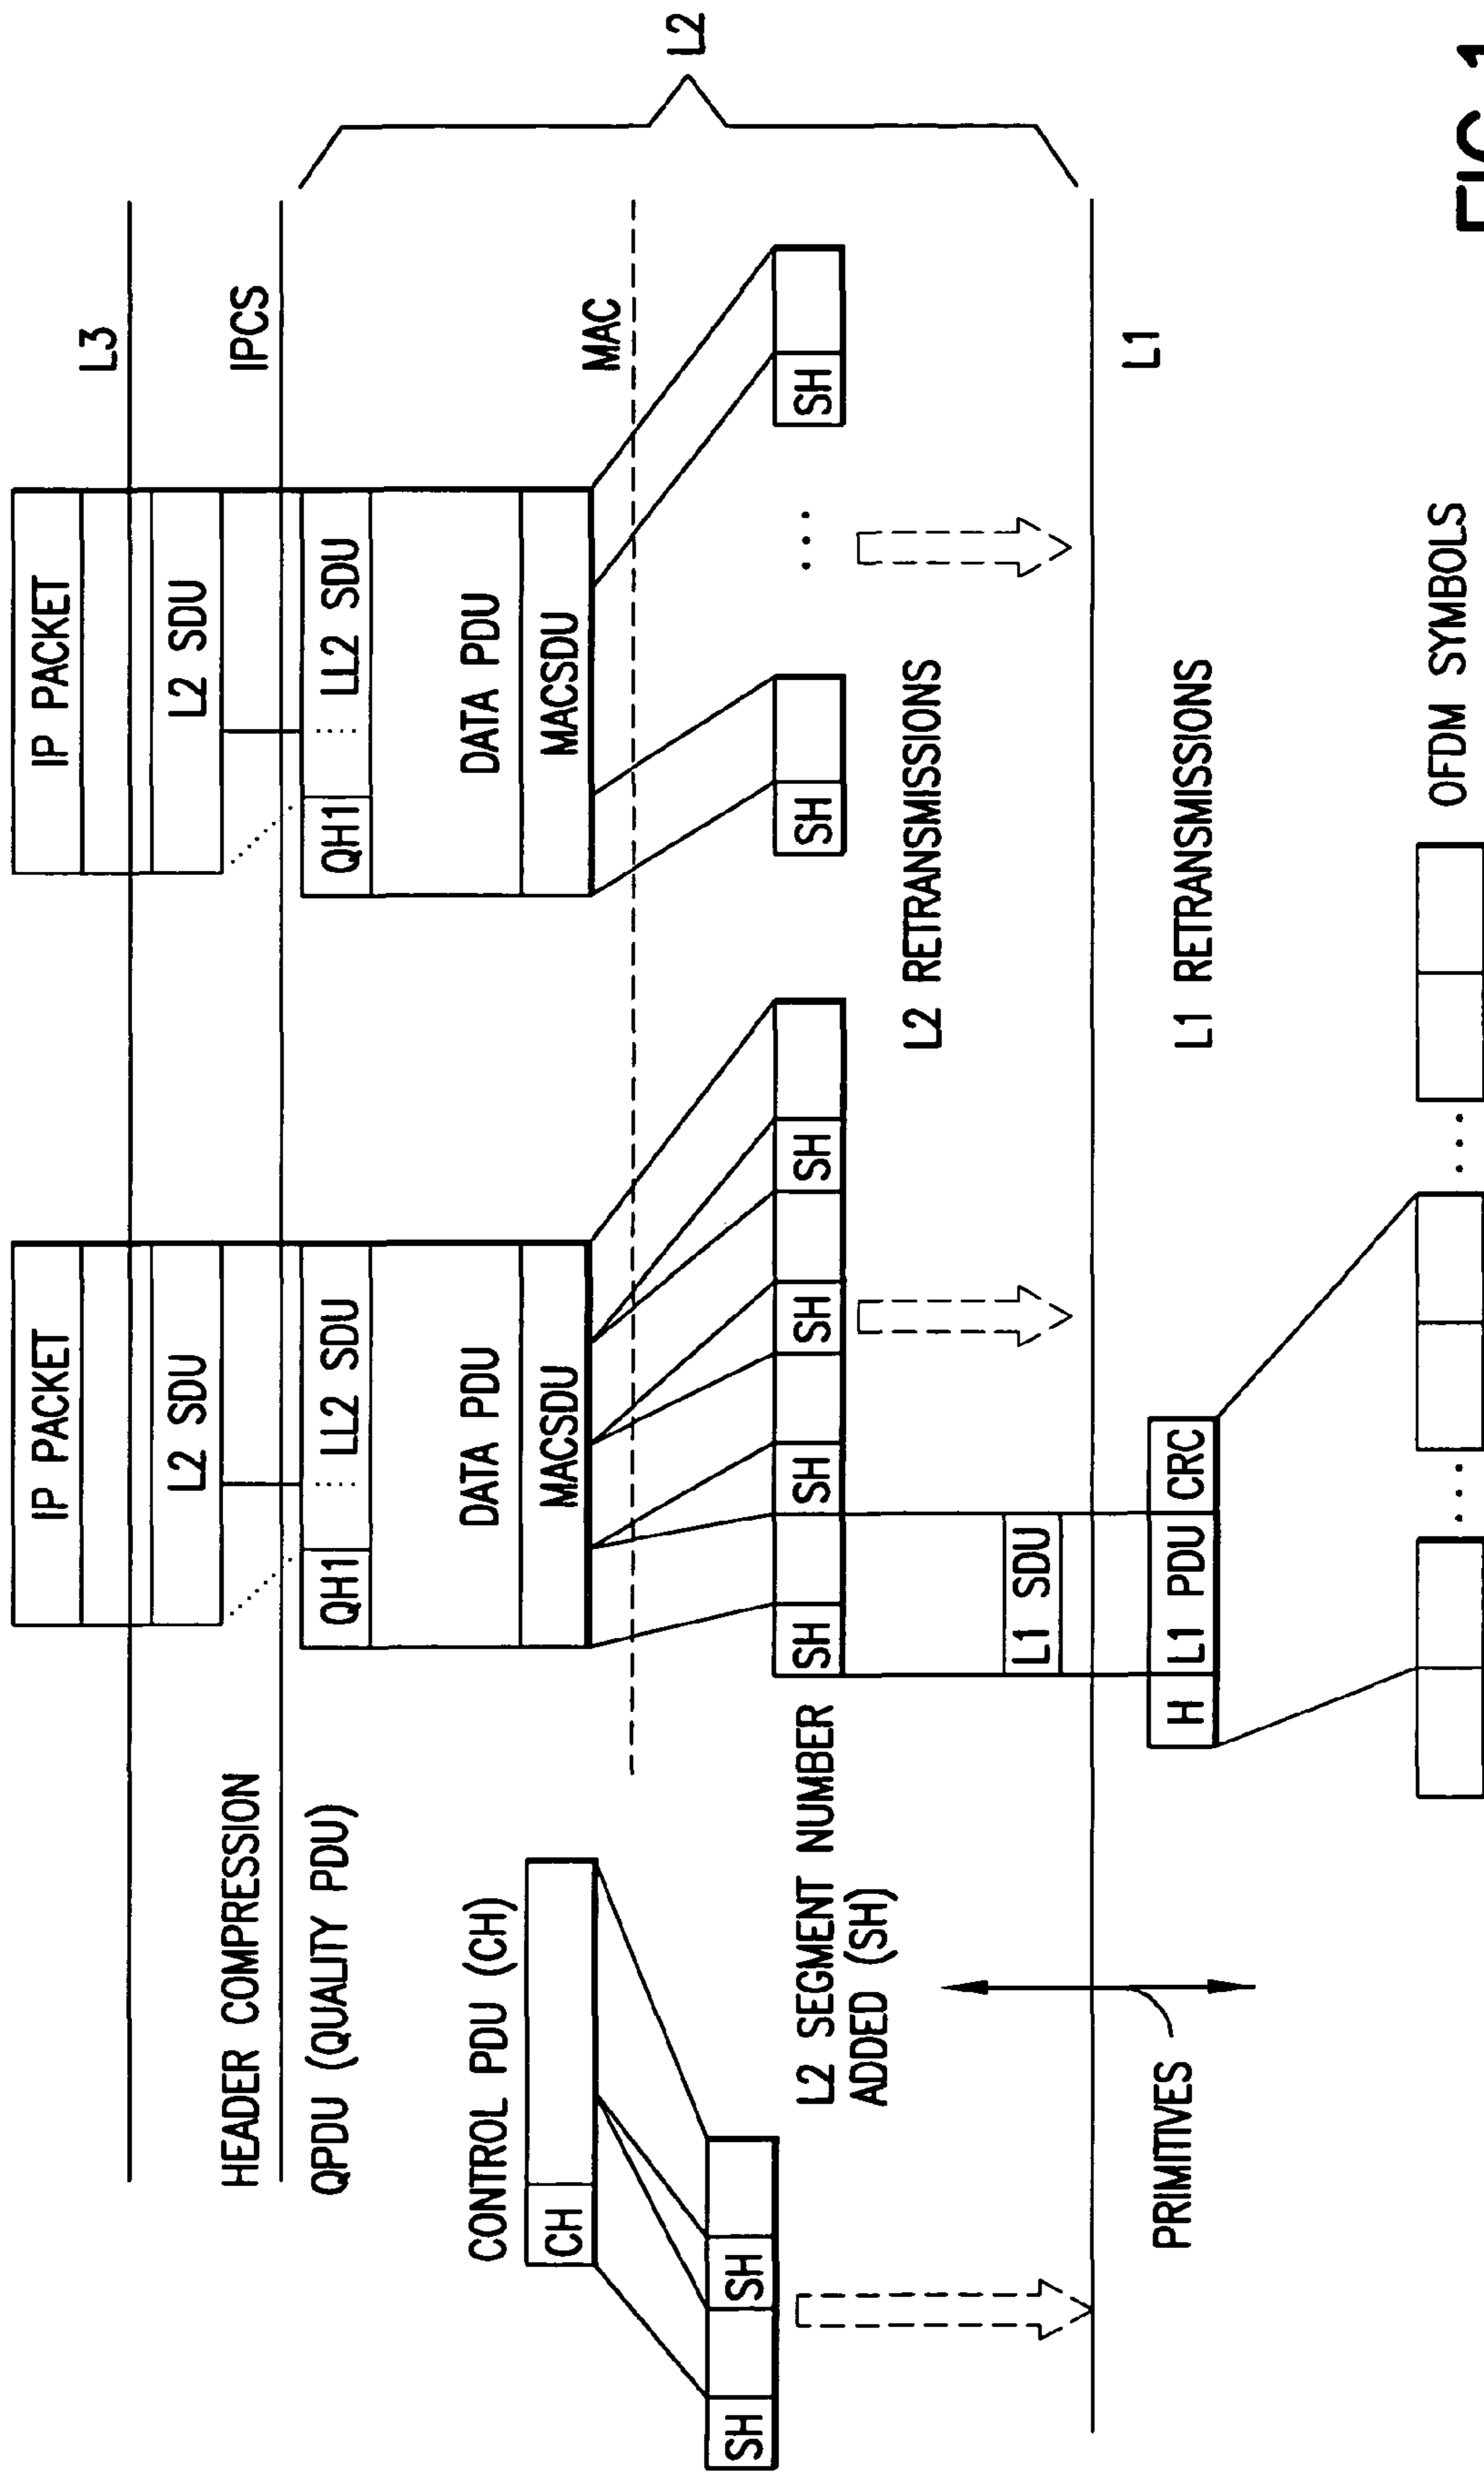 IP PACKET
IP PACKET
L3
L2 SDU
L2 SDU
HEADER COMPRESSION
IPCS
QPDU (QUALITY PDU)
QH1
LL2 SDU
QH1
LL2 SDU
L2
CONTROL PDU (CH)
DATA PDU
DATA PDU
CH
MACSDU
MACSDU
MAC
SH
SH
L2 SEGMENT NUMBER
ADDED (SH)
SH
SH
SH
SH
SH
...
SH
L2 RETRANSMISSIONS
L1 SDU
PRIMITIVES
H
L1 PDU
CRC
L1 RETRANSMISSIONS
L1
...
...
OFDM SYMBOLS